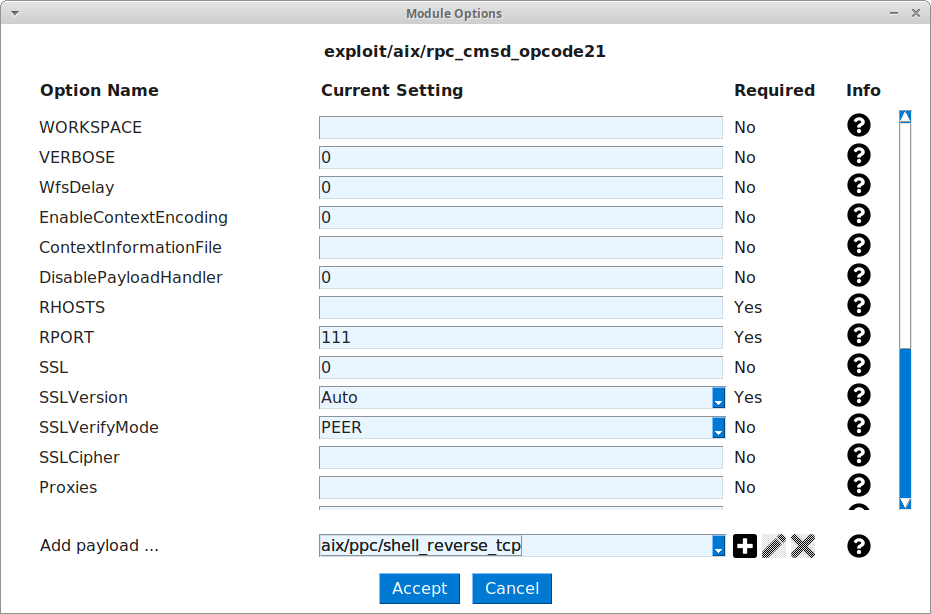 Module Options
exploit/aix/rpc_cmsd_opcode21
Option Name Current Setting Required Info
WORKSPACE No ?
VERBOSE 0 No ?
WfsDelay 0 No ?
EnableContextEncoding 0 No ?
ContextInformationFile No ?
DisablePayloadHandler 0 No ?
RHOSTS Yes ?
RPORT 111 Yes ?
SSL 0 No ?
SSLVersion Auto Yes ?
SSLVerifyMode PEER No ?
SSLCipher No ?
Proxies No ?
Add payload ... aix/ppc/shell_reverse_tcp ?
Accept Cancel